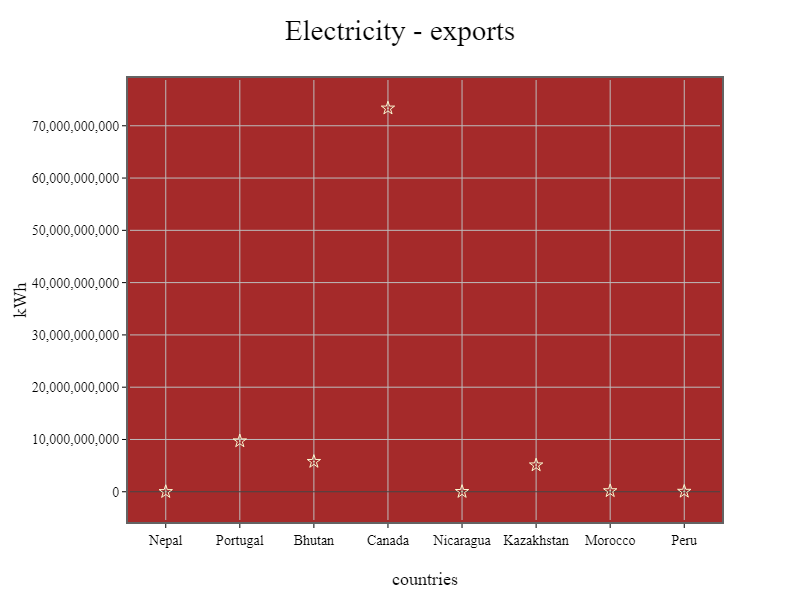 Electricity - exports
kWh
70,000,000,000
60,000,000,000
50,000,000,000
40,000,000,000
30,000,000,000
20,000,000,000
10,000,000,000
0
Nepal Portugal Bhutan Canada Nicaragua Kazakhstan Morocco Peru
countries